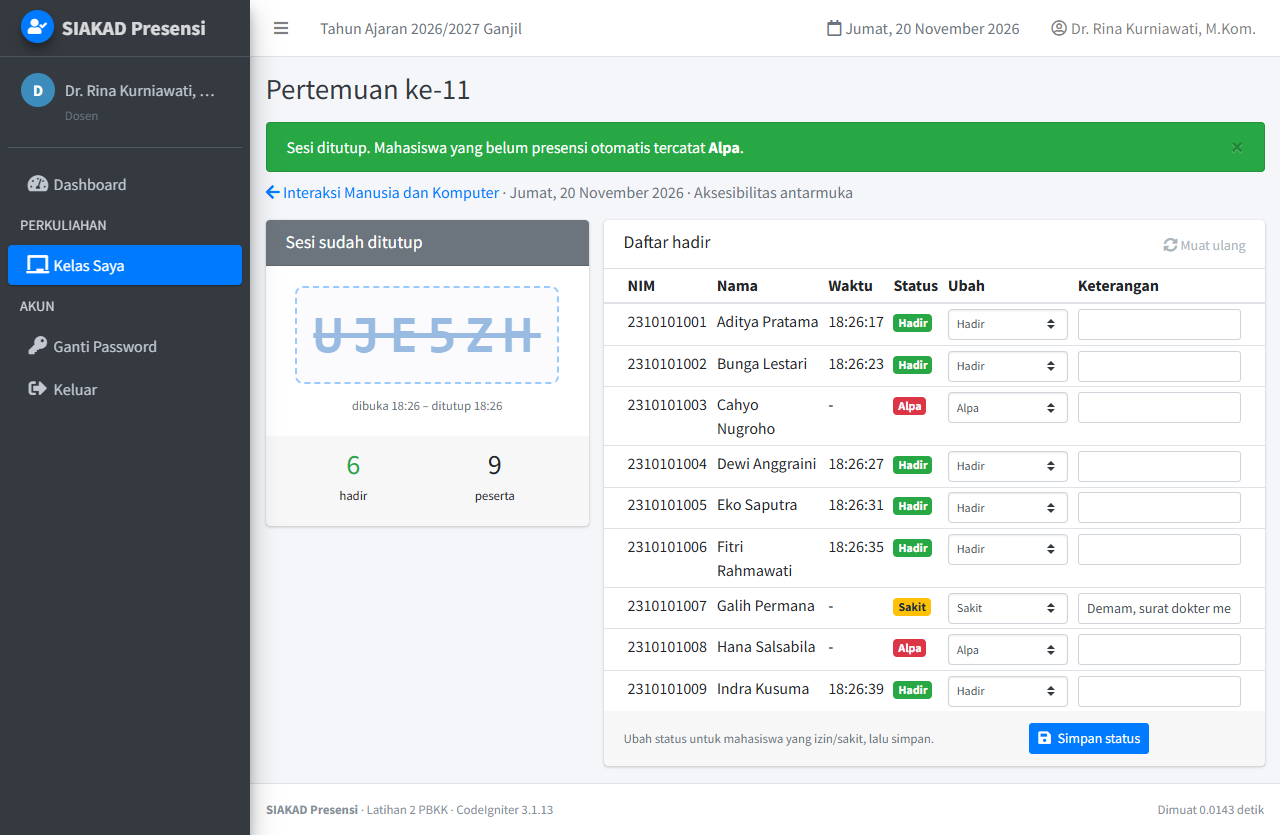 SIAKAD Presensi
Tahun Ajaran 2026/2027 Ganjil
Jumat, 20 November 2026
Dr. Rina Kurniawati, M.Kom.
D
Dr. Rina Kurniawati, ...
Dosen
Dashboard
PERKULIAHAN
Kelas Saya
AKUN
Ganti Password
Keluar
Pertemuan ke-11
Sesi ditutup. Mahasiswa yang belum presensi otomatis tercatat Alpa. ×
Interaksi Manusia dan Komputer · Jumat, 20 November 2026 · Aksesibilitas antarmuka
Sesi sudah ditutup
UJE5ZH
dibuka 18:26 – ditutup 18:26
6 9
hadir peserta
Daftar hadir
Muat ulang
NIM Nama Waktu Status Ubah Keterangan
2310101001 Aditya Pratama 18:26:17 Hadir Hadir
2310101002 Bunga Lestari 18:26:23 Hadir Hadir
2310101003 Cahyo Nugroho - Alpa Alpa
2310101004 Dewi Anggraini 18:26:27 Hadir Hadir
2310101005 Eko Saputra 18:26:31 Hadir Hadir
2310101006 Fitri Rahmawati 18:26:35 Hadir Hadir
2310101007 Galih Permana - Sakit Sakit Demam, surat dokter me
2310101008 Hana Salsabila - Alpa Alpa
2310101009 Indra Kusuma 18:26:39 Hadir Hadir
Ubah status untuk mahasiswa yang izin/sakit, lalu simpan.
Simpan status
SIAKAD Presensi · Latihan 2 PBKK · CodeIgniter 3.1.13
Dimuat 0.0143 detik